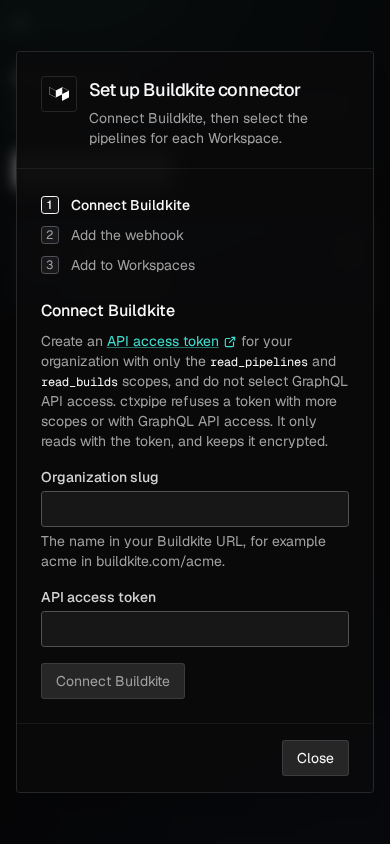 Set up Buildkite connector
Connect Buildkite, then select the
pipelines for each Workspace.
1 Connect Buildkite
2 Add the webhook
3 Add to Workspaces
Connect Buildkite
Create an API access token for your
organization with only the read_pipelines and
read_builds scopes, and do not select GraphQL
API access. ctxpipe refuses a token with more
scopes or with GraphQL API access. It only
reads with the token, and keeps it encrypted.
Organization slug
The name in your Buildkite URL, for example
acme in buildkite.com/acme.
API access token
Connect Buildkite
Close